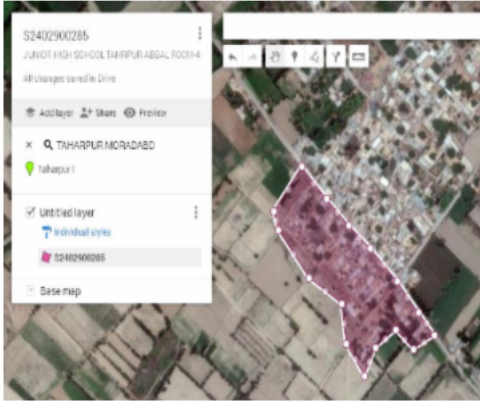 S2402900285
JUNIOR HIGH SCHOOL TAHRPUR ABGAL ROOM-4
All changes saved in Drive
Add layer Share Preview
TAHARPUR,MORADABD
Taharpur I
Untitled layer
Individual styles
S2402900285
Base map